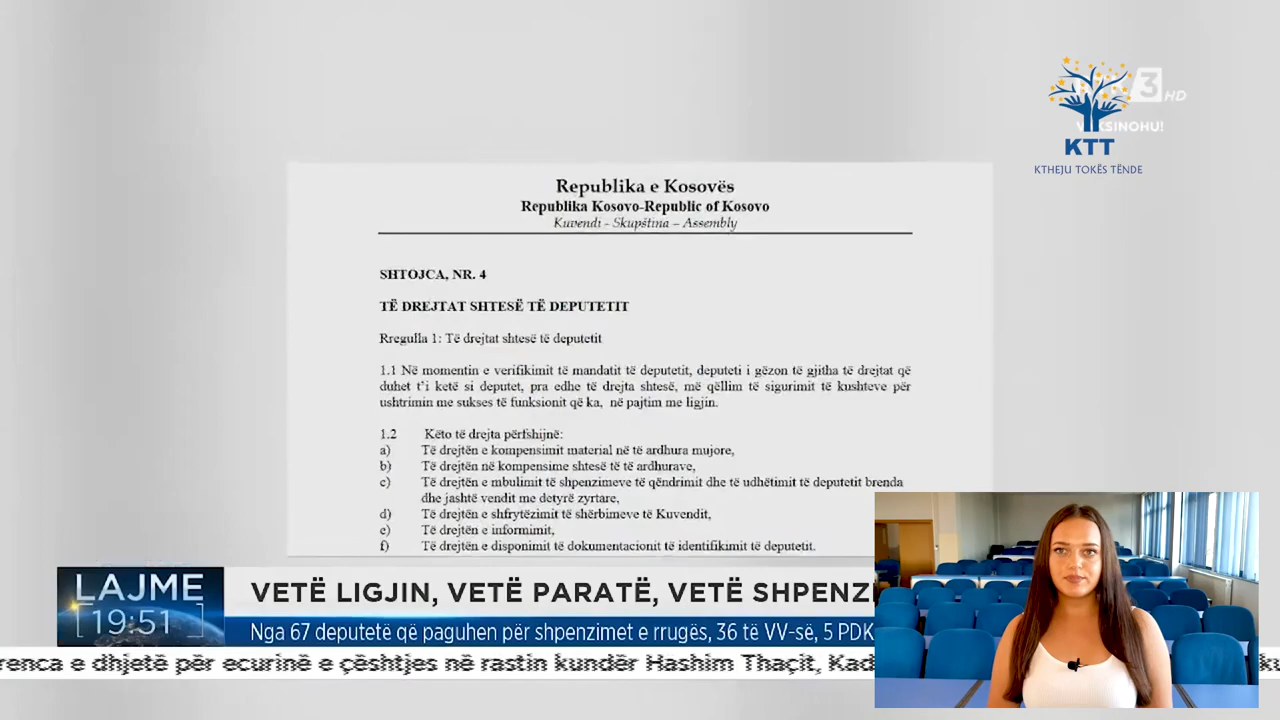 3 HD
KTT
KTHEJU TOKËS TËNDE
Republika e Kosovës
Republika Kosovo-Republic of Kosovo
Kuvendi - Skupština – Assembly
SHTOJCA, NR. 4
TË DREJTAT SHTESË TË DEPUTETIT
Rregulla 1: Të drejtat shtesë të deputetit
1.1 Në momentin e verifikimit të mandatit të deputetit, deputeti i gëzon të gjitha të drejtat që
duhet t’i ketë si deputet, pra edhe të drejta shtesë, më qëllim të sigurimit të kushteve për
ushtrimin me sukses të funksionit që ka, në pajtim me ligjin.
1.2 Këto të drejta përfshijnë:
a) Të drejtën e kompensimit material në të ardhura mujore,
b) Të drejtën në kompensime shtesë të të ardhurave,
c) Të drejtën e mbulimit të shpenzimeve të qëndrimit dhe të udhëtimit të deputetit brenda
dhe jashtë vendit me detyrë zyrtare,
d) Të drejtën e shfrytëzimit të shërbimeve të Kuvendit,
e) Të drejtën e informimit,
f) Të drejtën e disponimit të dokumentacionit të identifikimit të deputetit.
LAJME
19:51
VETË LIGJIN, VETË PARATË, VETË
Nga 67 deputetë që paguhen për shpenzimet e rrugës, 36 të VV-së, 5 PDK
e dhjetë për ecurinë e çështjes në rastin kundër Hashim Thaçit,